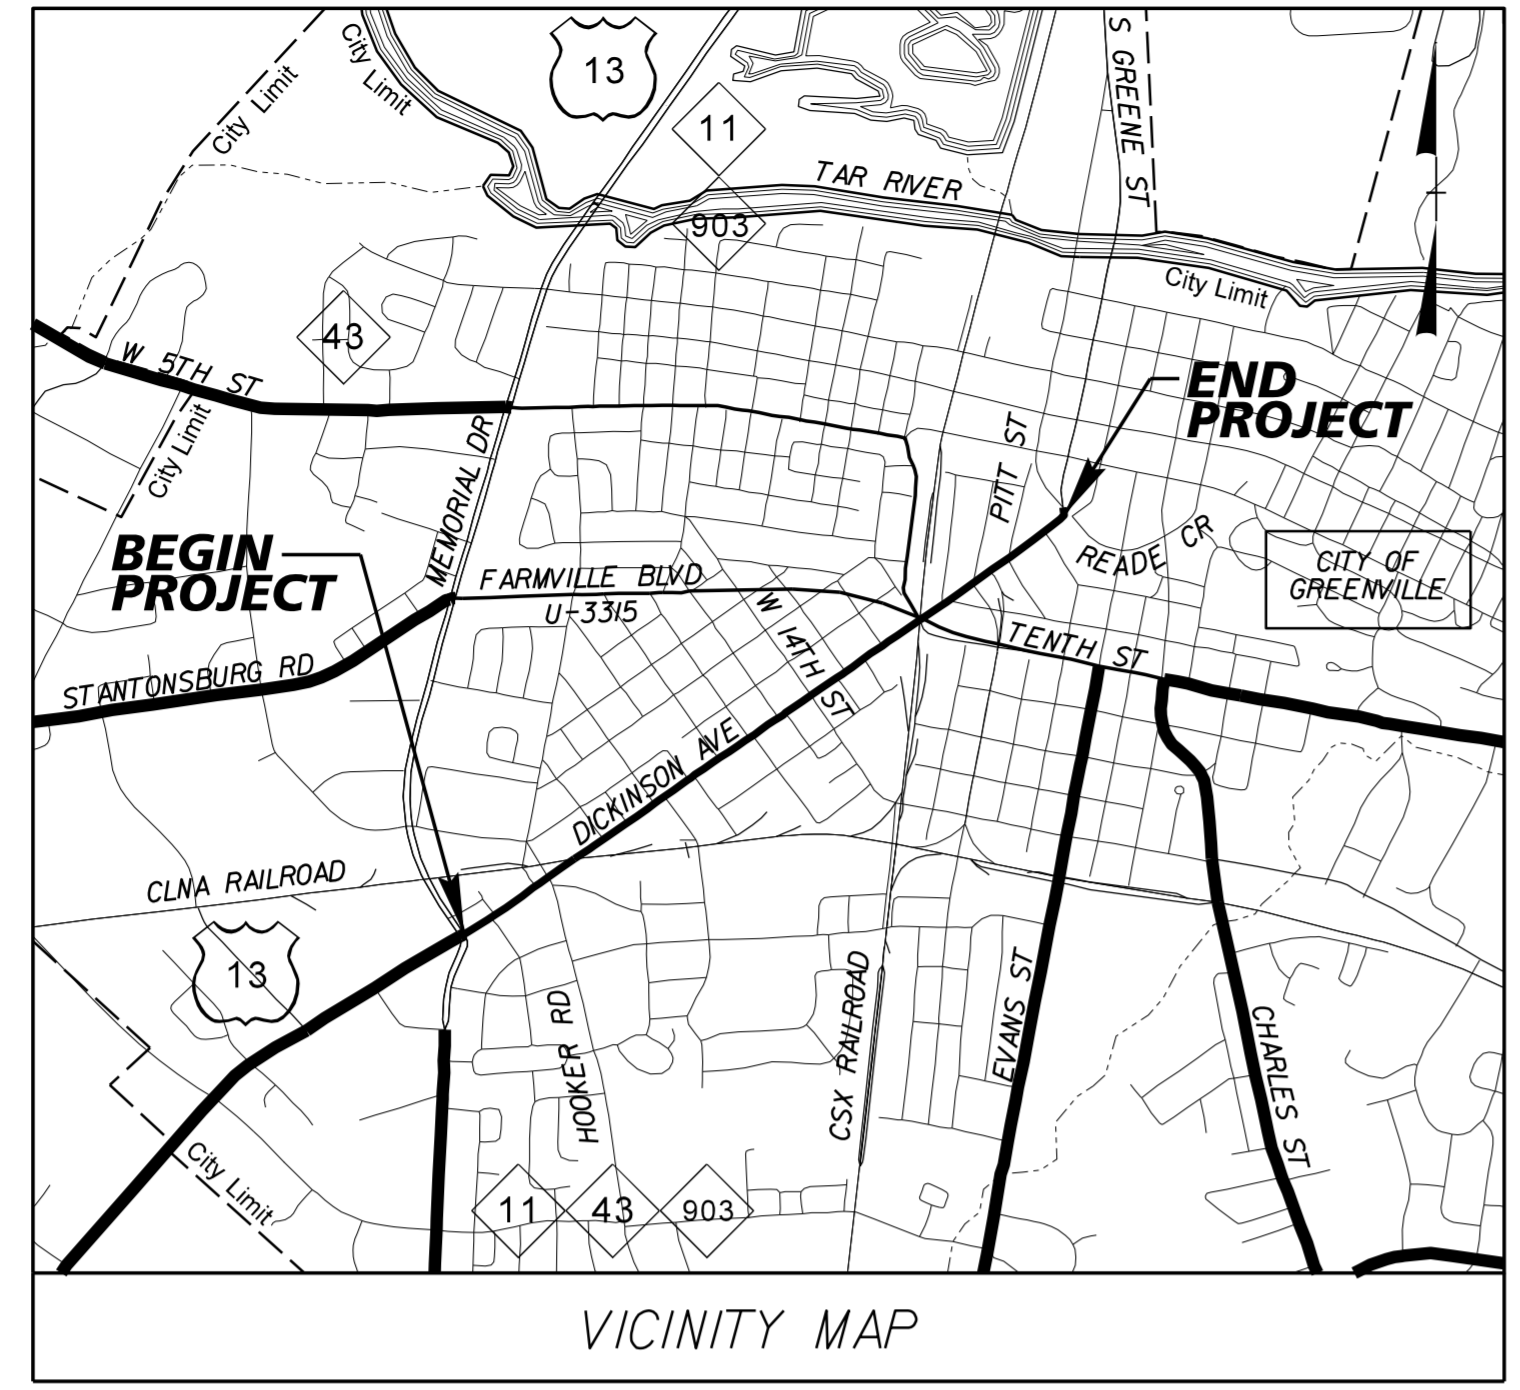 City Limit
City Limit
13
11
903
S GREENE ST
TAR RIVER
City Limit
43
W 5TH ST
City Limit
MEMORIAL DR
PITT ST
END
PROJECT
READE CR
CITY OF
GREENVILLE
BEGIN
PROJECT
FARMVILLE BLVD
U-3315
W 14TH ST
TENTH ST
STANTONSBURG RD
DICKINSON AVE
CLNA RAILROAD
13
HOOKER RD
CSX RAILROAD
EVANS ST
CHARLES ST
City Limit
11
43
903
VICINITY MAP